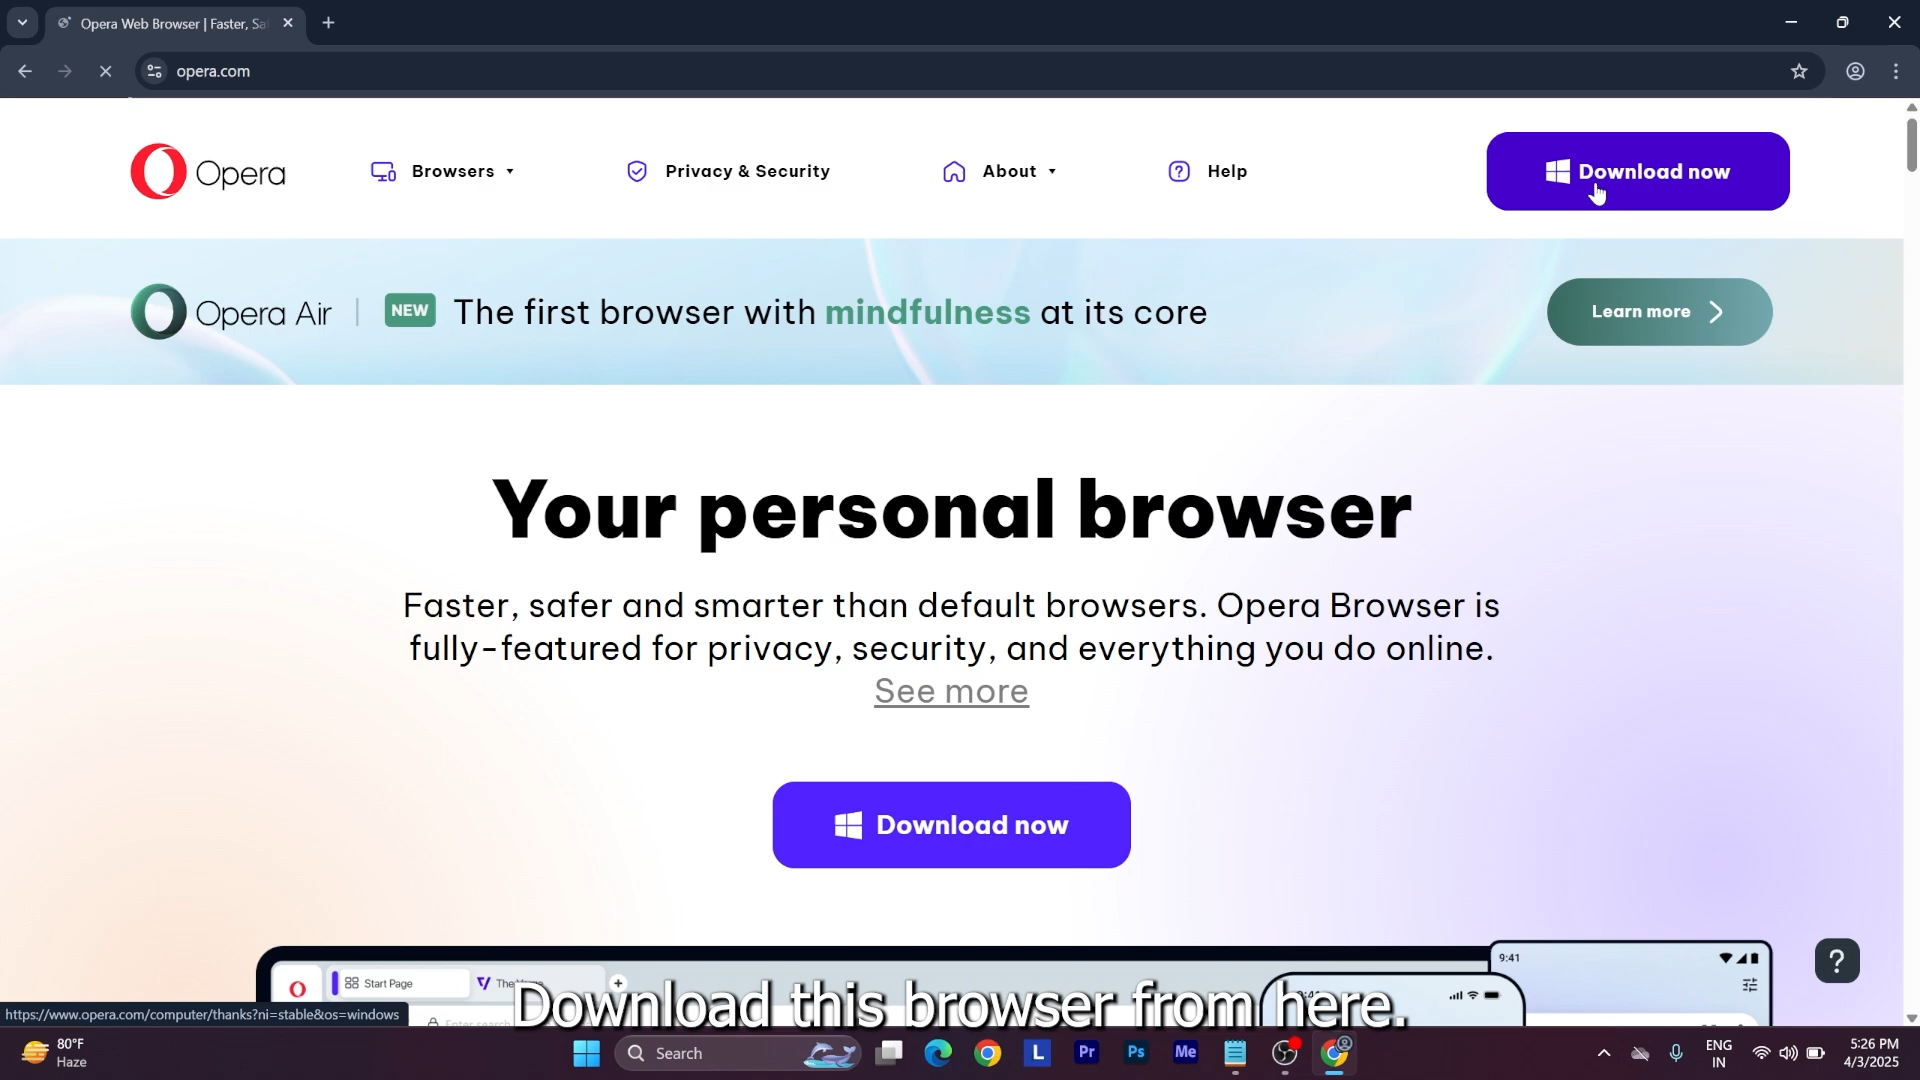 Opera Web Browser | Faster, Sa
opera.com
Opera
Browsers
Privacy & Security
About
Help
Download now
Opera Air
NEW
The first browser with mindfulness at its core
Learn more
Your personal browser
Faster, safer and smarter than default browsers. Opera Browser is
fully-featured for privacy, security, and everything you do online.
See more
Download now
9:41
Start Page
Download this browser from here.
https://www.opera.com/computer/thanks?ni=stable&os=windows
80°F
Haze
Search
L
Pr
Ps
Me
ENG
IN
5:26 PM
4/3/2025